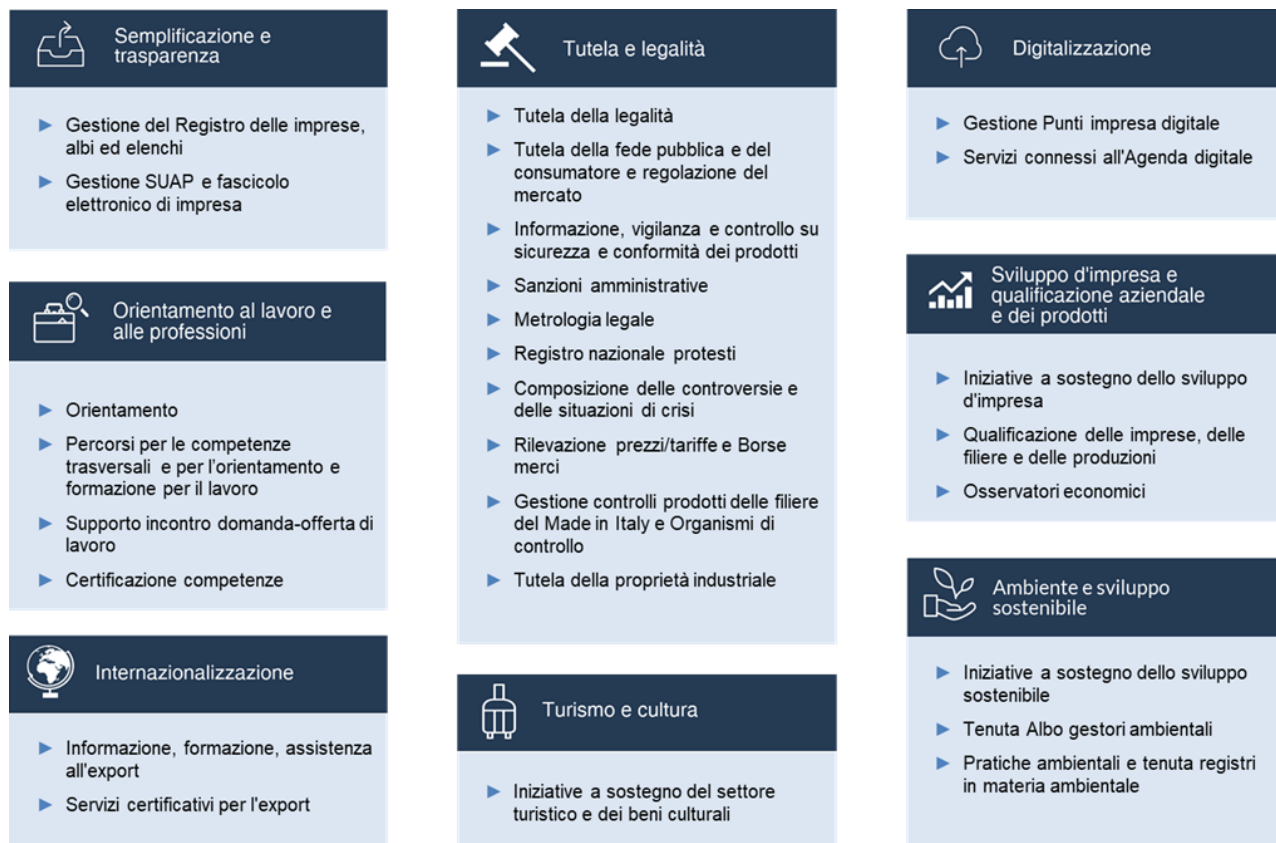 Semplificazione e
trasparenza
Gestione del Registro delle imprese,
albi ed elenchi
Gestione SUAP e fascicolo
elettronico di impresa
Orientamento al lavoro e
alle professioni
Orientamento
Percorsi per le competenze
trasversali e per l'orientamento e
formazione per il lavoro
Supporto incontro domanda-offerta di
lavoro
Certificazione competenze
Internazionalizzazione
Informazione, formazione, assistenza
all'export
Servizi certificativi per l'export
Tutela e legalità
Tutela della legalità
Tutela della fede pubblica e del
consumatore e regolazione del
mercato
Informazione, vigilanza e controllo su
sicurezza e conformità dei prodotti
Sanzioni amministrative
Metrologia legale
Registro nazionale protesti
Composizione delle controversie e
delle situazioni di crisi
Rilevazione prezzi/tariffe e Borse
merci
Gestione controlli prodotti delle filiere
del Made in Italy e Organismi di
controllo
Tutela della proprietà industriale
Turismo e cultura
Iniziative a sostegno del settore
turistico e dei beni culturali
Digitalizzazione
Gestione Punti impresa digitale
Servizi connessi all'Agenda digitale
Sviluppo d'impresa e
qualificazione aziendale
e dei prodotti
Iniziative a sostegno dello sviluppo
d'impresa
Qualificazione delle imprese, delle
filiere e delle produzioni
Osservatori economici
Ambiente e sviluppo
sostenibile
Iniziative a sostegno dello sviluppo
sostenibile
Tenuta Albo gestori ambientali
Pratiche ambientali e tenuta registri
in materia ambientale